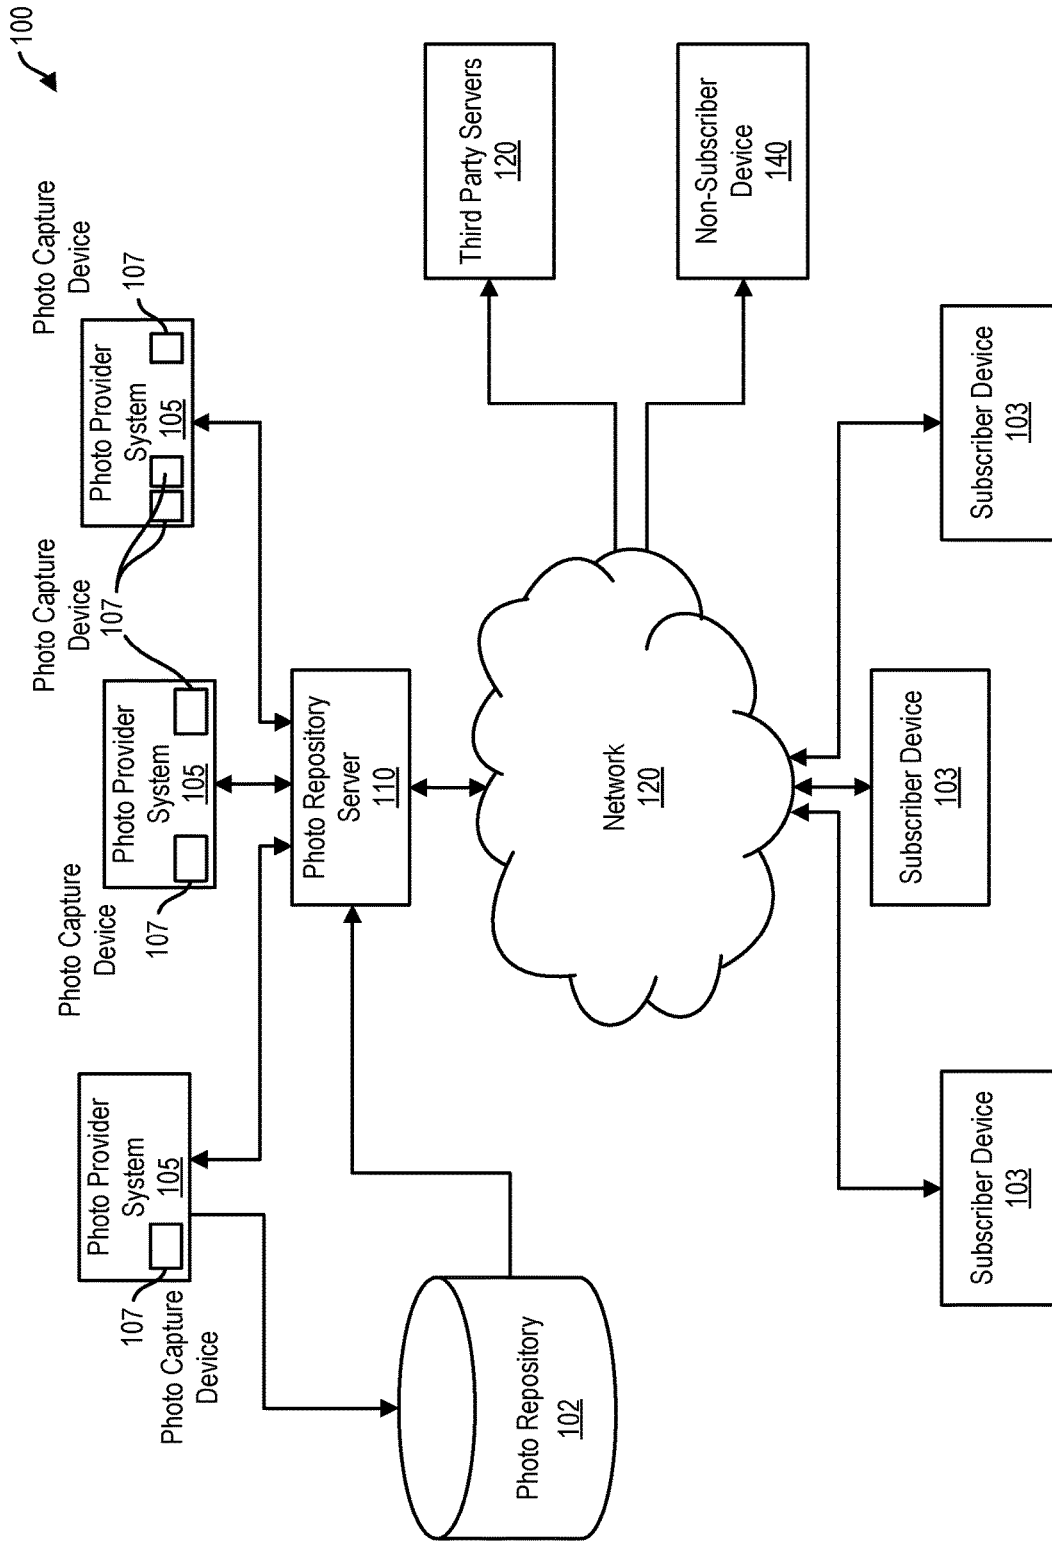 100
Photo Capture
Device
107
Photo Provider
System
105
Photo Capture
Device
107
Photo Provider
System
105
Photo Capture
Device
107
Photo Provider
System
105
107
Photo Capture
Device
Photo Repository
Server
110
Photo Repository
102
Network
120
Third Party Servers
120
Non-Subscriber
Device
140
Subscriber Device
103
Subscriber Device
103
Subscriber Device
103